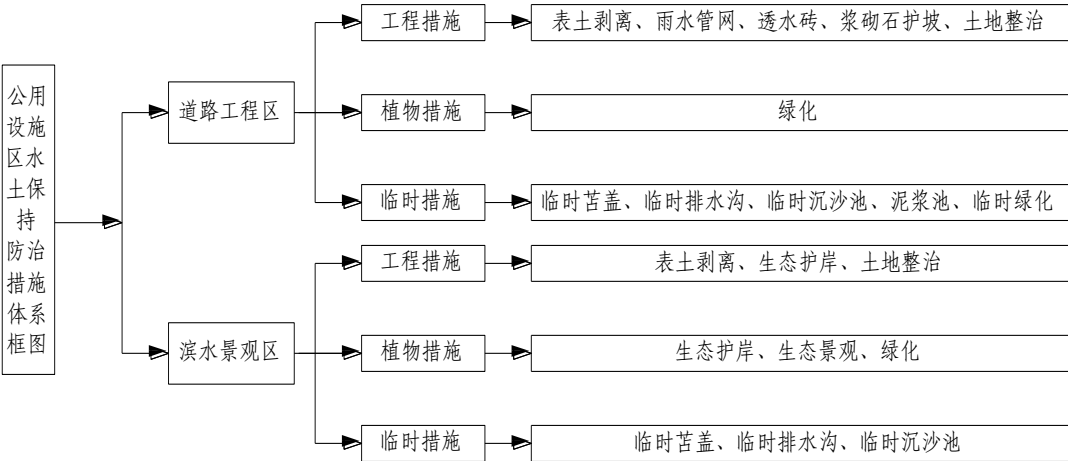 公用
设施
区水
土保
持
防治
措施
体系
框图
道路工程区
工程措施
表土剥离、雨水管网、透水砖、浆砌石护坡、土地整治
植物措施
绿化
临时措施
临时苫盖、临时排水沟、临时沉沙池、泥浆池、临时绿化
滨水景观区
工程措施
表土剥离、生态护岸、土地整治
植物措施
生态护岸、生态景观、绿化
临时措施
临时苫盖、临时排水沟、临时沉沙池